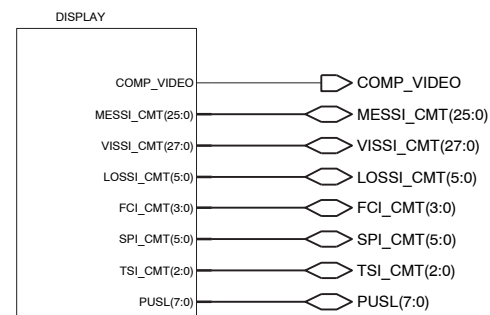 DISPLAY
COMP_VIDEO COMP_VIDEO
MESSI_CMT(25:0) MESSI_CMT(25:0)
VISSI_CMT(27:0) VISSI_CMT(27:0)
LOSSI_CMT(5:0) LOSSI_CMT(5:0)
FCI_CMT(3:0) FCI_CMT(3:0)
SPI_CMT(5:0) SPI_CMT(5:0)
TSI_CMT(2:0) TSI_CMT(2:0)
PUSL(7:0) PUSL(7:0)